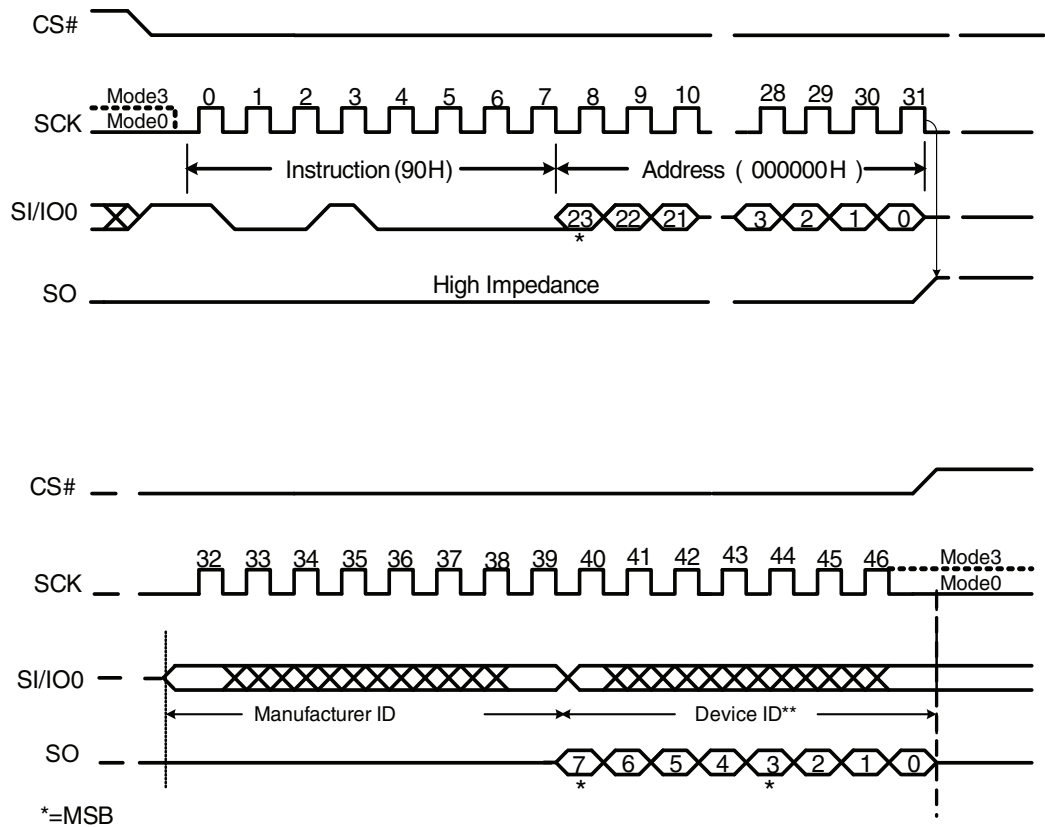 CS#
Mode3
Mode0
SCK
0 1 2 3 4 5 6 7 8 9 10 28 29 30 31
Instruction (90H)
Address ( 000000H )
SI/IO0
23 22 21 3 2 1 0
*
High Impedance
SO
CS#
32 33 34 35 36 37 38 39 40 41 42 43 44 45 46
Mode3
Mode0
SCK
SI/IO0
Manufacturer ID
Device ID**
SO
7 6 5 4 3 2 1 0
* *
*=MSB